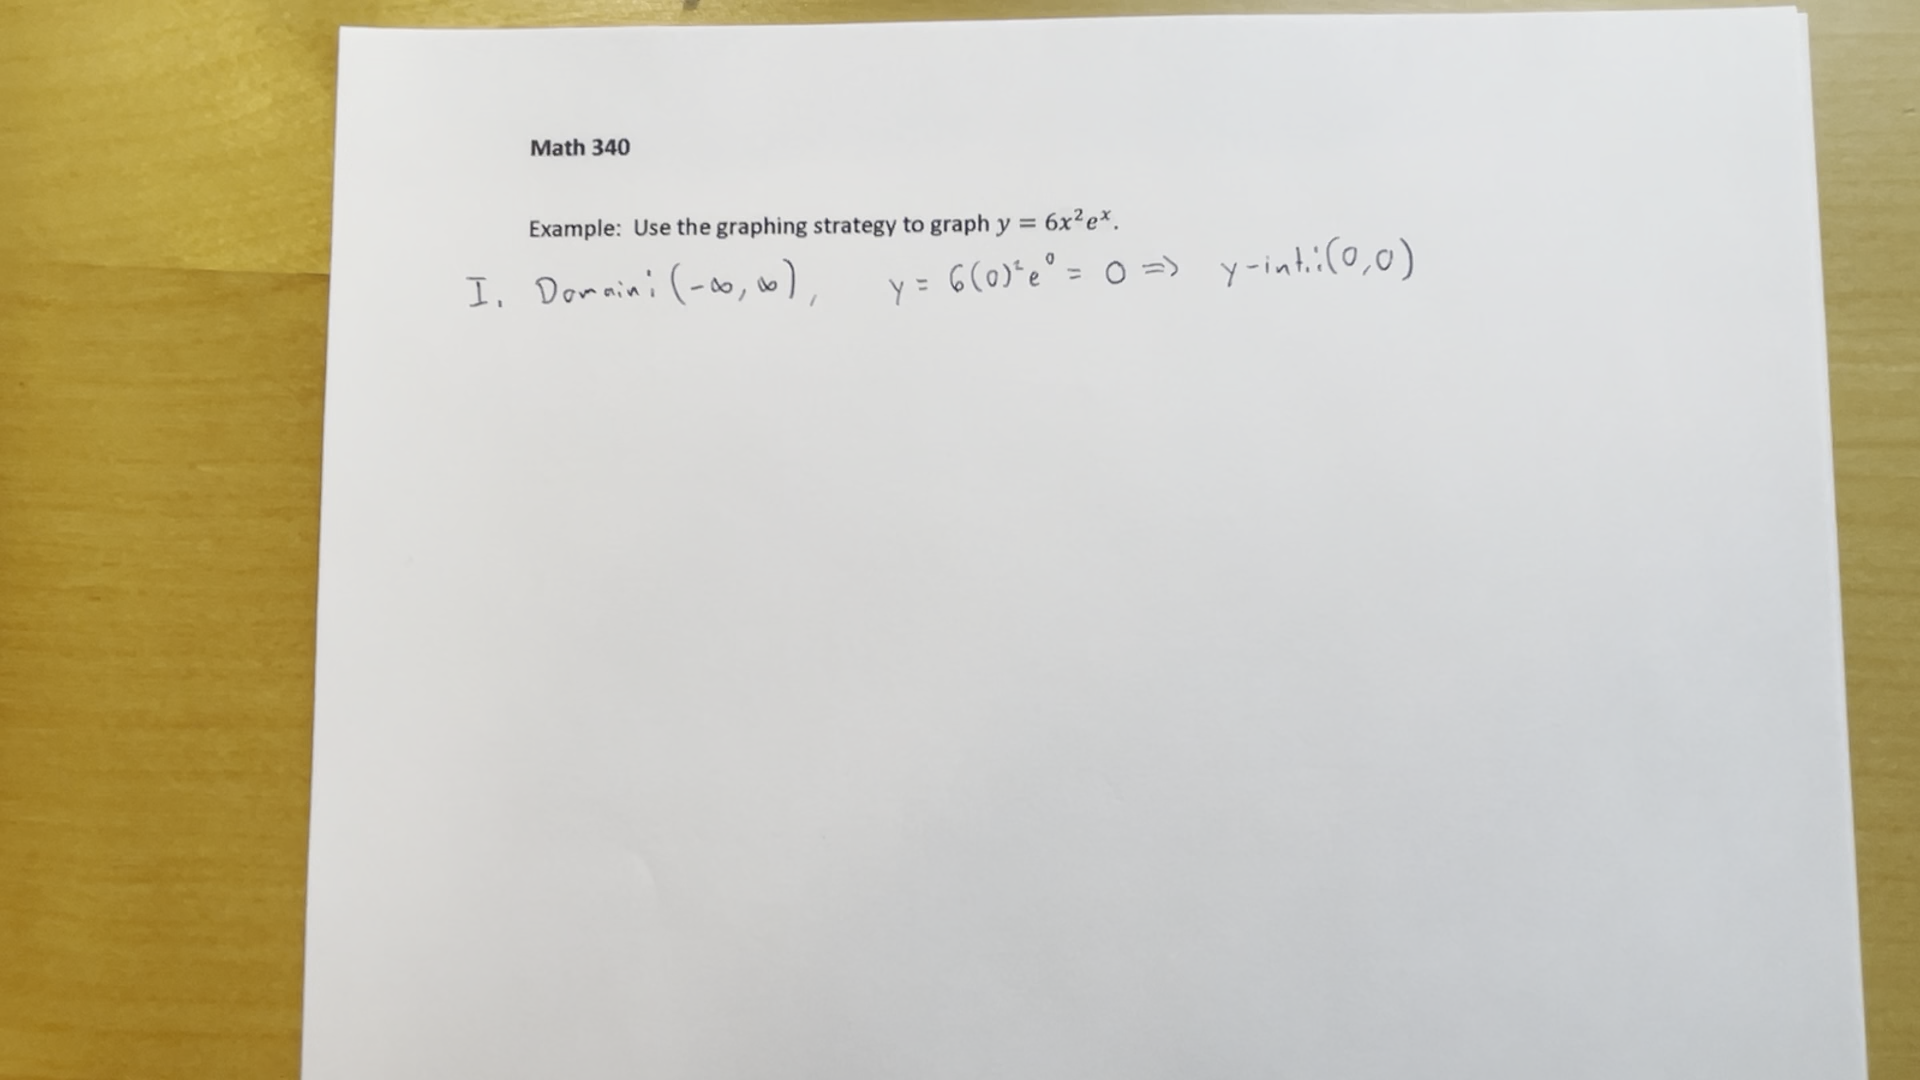 Math 340
Example: Use the graphing strategy to graph y = 6x²eˣ.
I. Domain: (-∞, ∞), y = 6(0)²e⁰ = 0 ⇒ y-int.: (0,0)